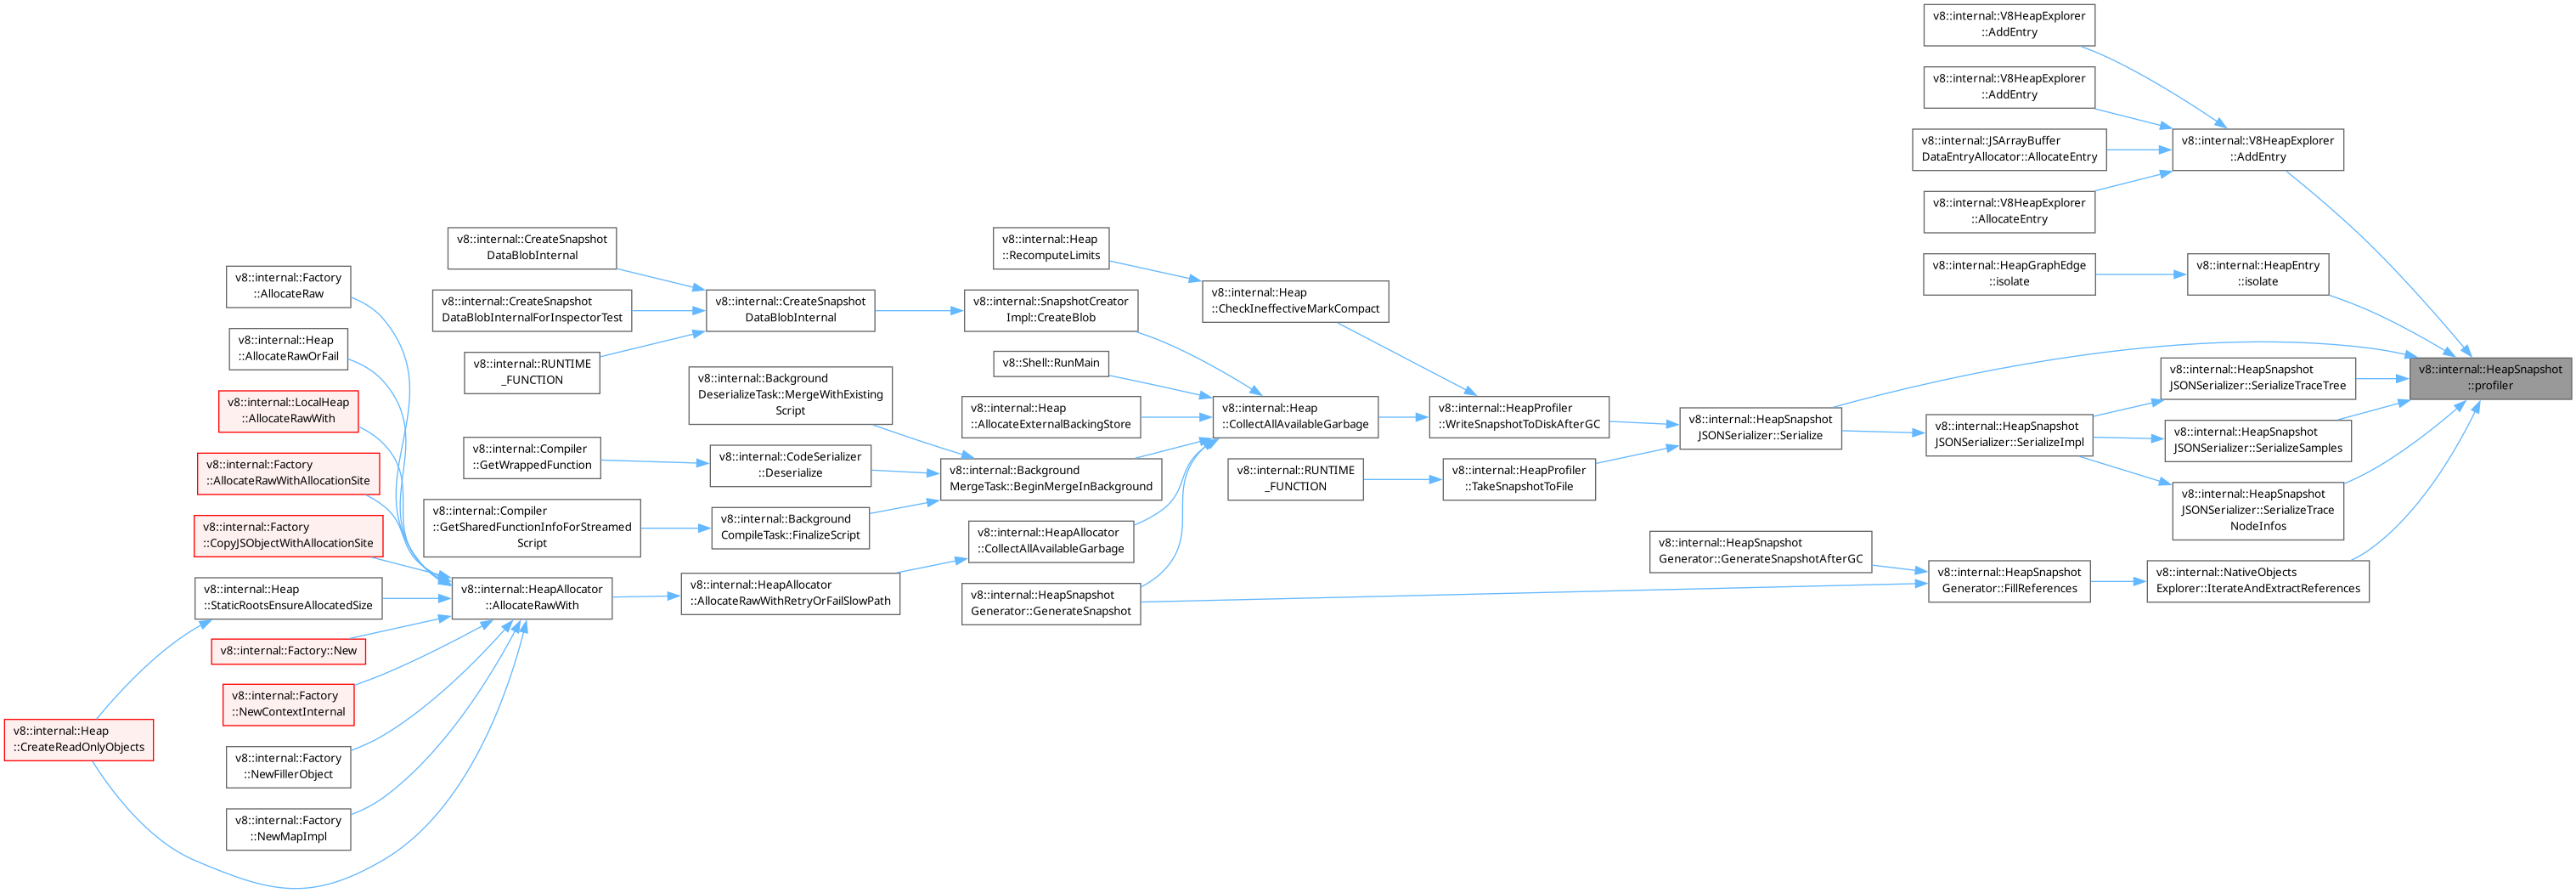 v8::internal::V8HeapExplorer
::AddEntry
v8::internal::V8HeapExplorer
::AddEntry
v8::internal::JSArrayBuffer
DataEntryAllocator::AllocateEntry
v8::internal::V8HeapExplorer
::AddEntry
v8::internal::V8HeapExplorer
::AllocateEntry
v8::internal::HeapGraphEdge
::isolate
v8::internal::HeapEntry
::isolate
v8::internal::HeapSnapshot
::profiler
v8::internal::HeapSnapshot
JSONSerializer::SerializeTraceTree
v8::internal::HeapSnapshot
JSONSerializer::SerializeSamples
v8::internal::HeapSnapshot
JSONSerializer::SerializeTrace
NodeInfos
v8::internal::NativeObjects
Explorer::IterateAndExtractReferences
v8::internal::HeapSnapshot
JSONSerializer::SerializeImpl
v8::internal::HeapSnapshot
Generator::FillReferences
v8::internal::HeapSnapshot
JSONSerializer::Serialize
v8::internal::HeapSnapshot
Generator::GenerateSnapshotAfterGC
v8::internal::HeapProfiler
::WriteSnapshotToDiskAfterGC
v8::internal::HeapProfiler
::TakeSnapshotToFile
v8::internal::Heap
::CheckIneffectiveMarkCompact
v8::internal::Heap
::CollectAllAvailableGarbage
v8::internal::RUNTIME
_FUNCTION
v8::internal::Heap
::RecomputeLimits
v8::internal::SnapshotCreator
Impl::CreateBlob
v8::Shell::RunMain
v8::internal::Heap
::AllocateExternalBackingStore
v8::internal::Background
MergeTask::BeginMergeInBackground
v8::internal::HeapAllocator
::CollectAllAvailableGarbage
v8::internal::HeapSnapshot
Generator::GenerateSnapshot
v8::internal::CreateSnapshot
DataBlobInternal
v8::internal::Background
DeserializeTask::MergeWithExisting
Script
v8::internal::CodeSerializer
::Deserialize
v8::internal::Background
CompileTask::FinalizeScript
v8::internal::HeapAllocator
::AllocateRawWithRetryOrFailSlowPath
v8::internal::CreateSnapshot
DataBlobInternal
v8::internal::CreateSnapshot
DataBlobInternalForInspectorTest
v8::internal::RUNTIME
_FUNCTION
v8::internal::Compiler
::GetWrappedFunction
v8::internal::Compiler
::GetSharedFunctionInfoForStreamed
Script
v8::internal::HeapAllocator
::AllocateRawWith
v8::internal::Factory
::AllocateRaw
v8::internal::Heap
::AllocateRawOrFail
v8::internal::LocalHeap
::AllocateRawWith
v8::internal::Factory
::AllocateRawWithAllocationSite
v8::internal::Factory
::CopyJSObjectWithAllocationSite
v8::internal::Heap
::StaticRootsEnsureAllocatedSize
v8::internal::Factory::New
v8::internal::Factory
::NewContextInternal
v8::internal::Factory
::NewFillerObject
v8::internal::Factory
::NewMapImpl
v8::internal::Heap
::CreateReadOnlyObjects